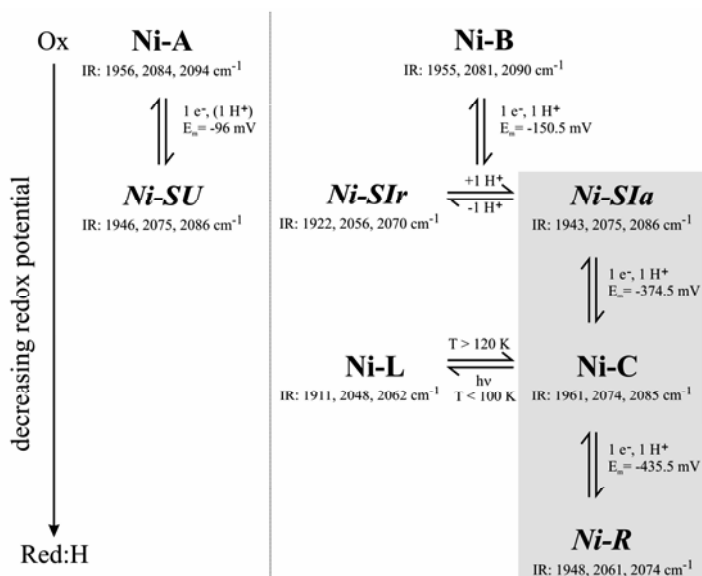 Ox
Ni-A
IR: 1956, 2084, 2094 cm⁻¹
1 e⁻, (1 H⁺)
Eₘ= -96 mV
Ni-SU
IR: 1946, 2075, 2086 cm⁻¹
decreasing redox potential
Red:H
Ni-B
IR: 1955, 2081, 2090 cm⁻¹
1 e⁻, 1 H⁺
Eₘ= -150.5 mV
Ni-SIr
IR: 1922, 2056, 2070 cm⁻¹
+1 H⁺
-1 H⁺
Ni-SIa
IR: 1943, 2075, 2086 cm⁻¹
1 e⁻, 1 H⁺
E₋= -374.5 mV
Ni-L
IR: 1911, 2048, 2062 cm⁻¹
T > 120 K
hν
T < 100 K
Ni-C
IR: 1961, 2074, 2085 cm⁻¹
1 e⁻, 1 H⁺
Eₘ= -435.5 mV
Ni-R
IR: 1948, 2061, 2074 cm⁻¹